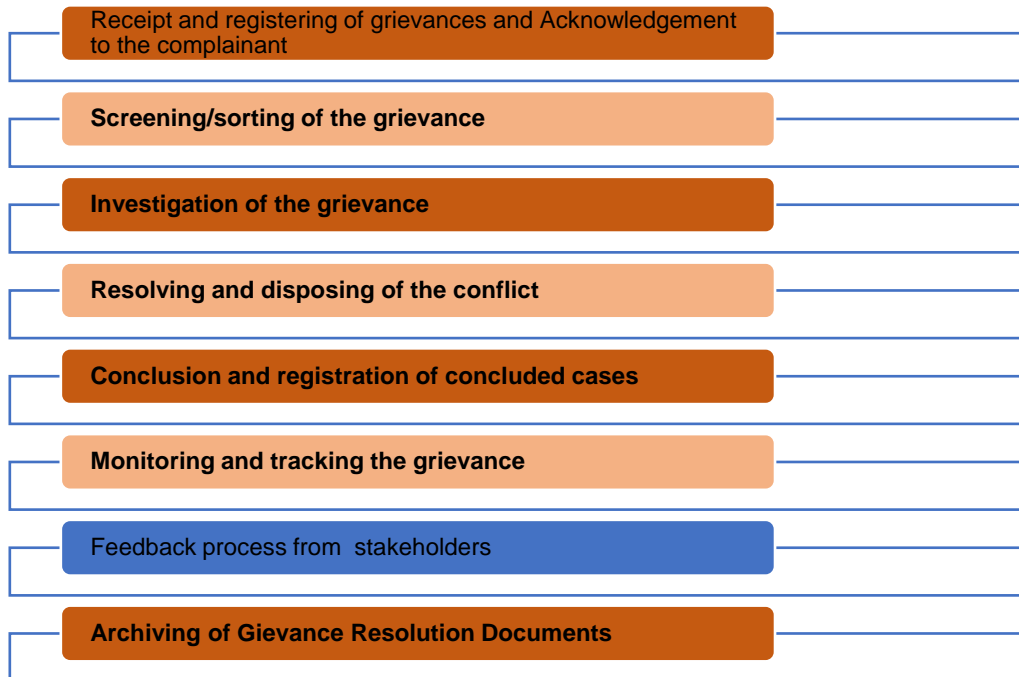 Receipt and registering of grievances and Acknowledgement
to the complainant
Screening/sorting of the grievance
Investigation of the grievance
Resolving and disposing of the conflict
Conclusion and registration of concluded cases
Monitoring and tracking the grievance
Feedback process from  stakeholders
Archiving of Gievance Resolution Documents